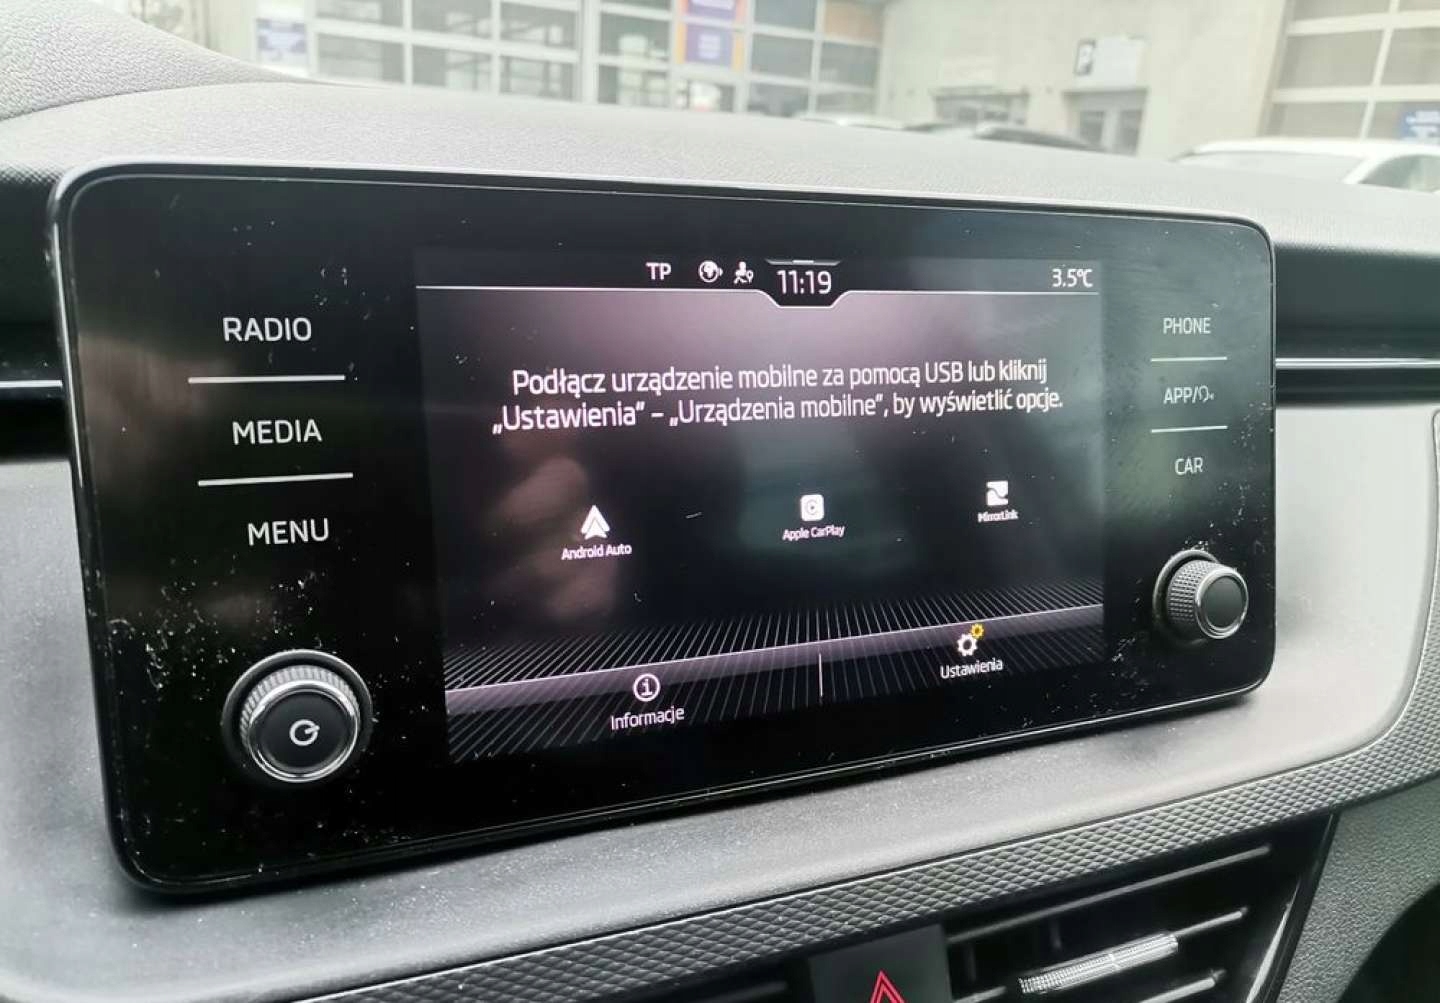 TP 11:19 3.5°C
RADIO
MEDIA
MENU
Podłącz urządzenie mobilne za pomocą USB lub kliknij
„Ustawienia” – „Urządzenia mobilne”, by wyświetlić opcje.
Android Auto
Apple CarPlay
MirrorLink
Informacje
Ustawienia
PHONE
APP/
CAR